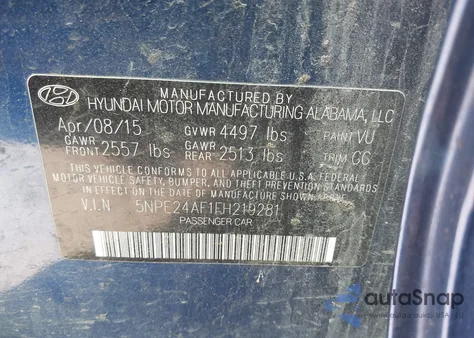 MANUFACTURED BY
HYUNDAI MOTOR MANUFACTURING ALABAMA, LLC
Apr/08/15 GVWR 4497 lbs PAINT VU
GAWR FRONT 2557 lbs GAWR REAR 2513 lbs TRIM GG
THIS VEHICLE CONFORMS TO ALL APPLICABLE FEDERAL
MOTOR VEHICLE SAFETY, BUMPER, AND THEFT PREVENTION STANDARDS
IN EFFECT ON THE DATE OF MANUFACTURE SHOWN ABOVE.
V.I.N 5NPE24AF1FH219281
PASSENGER CAR
autoSnap